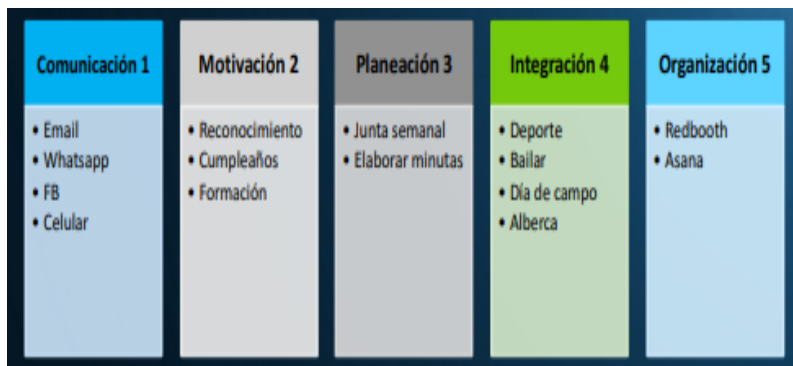 Comunicación 1
• Email
• Whatsapp
• FB
• Celular
Motivación 2
• Reconocimiento
• Cumpleaños
• Formación
Planeación 3
• Junta semanal
• Elaborar minutas
Integración 4
• Deporte
• Bailar
• Día de campo
• Alberca
Organización 5
• Redbooth
• Asana